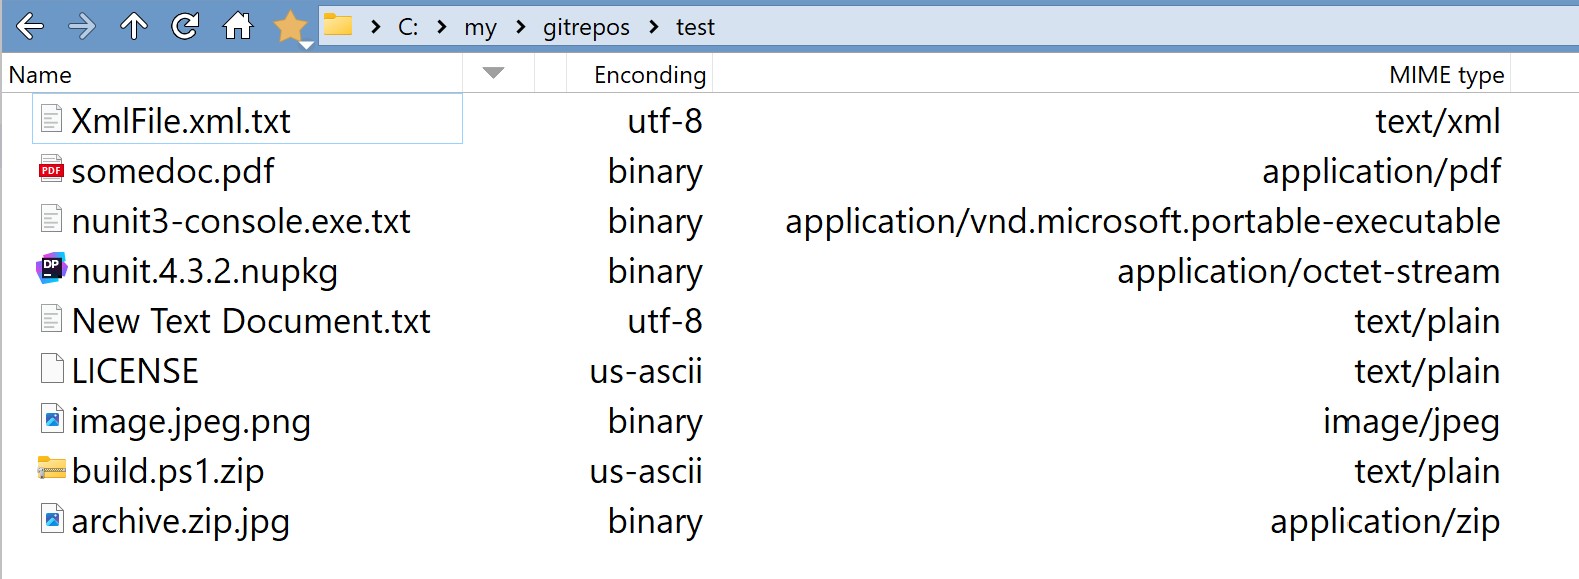 C: my gitrepos test
Name Enconding MIME type
XmlFile.xml.txt utf-8 text/xml
PDF somedoc.pdf binary application/pdf
nunit3-console.exe.txt binary application/vnd.microsoft.portable-executable
DP nunit.4.3.2.nupkg binary application/octet-stream
New Text Document.txt utf-8 text/plain
LICENSE us-ascii text/plain
image.jpeg.png binary image/jpeg
build.ps1.zip us-ascii text/plain
archive.zip.jpg binary application/zip